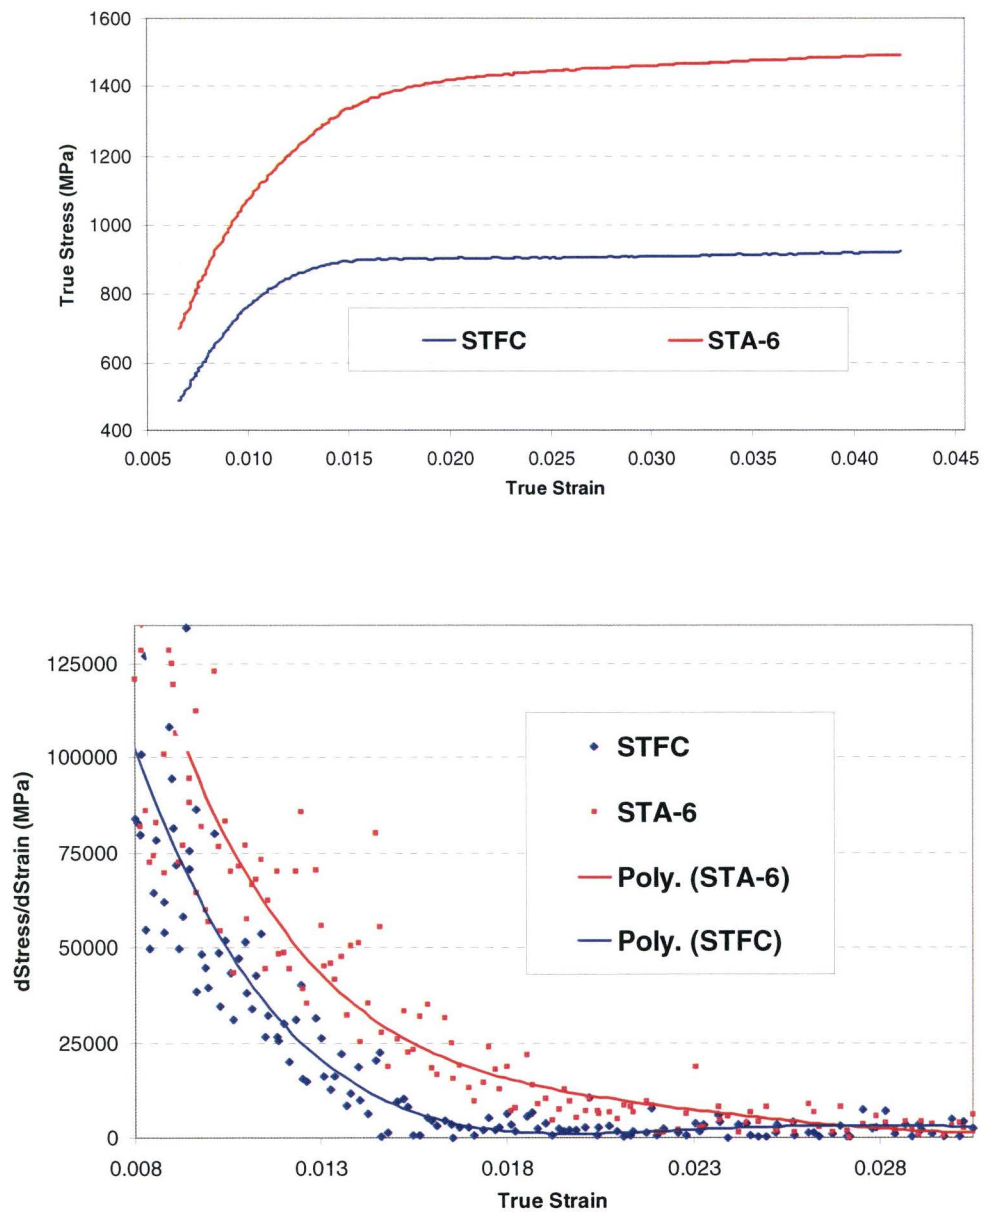 1600
1400
1200
1000
800
600
400
True Stress (MPa)
STFC STA-6
0.005 0.010 0.015 0.020 0.025 0.030 0.035 0.040 0.045
True Strain
125000
100000
75000
50000
25000
0
dStress/dStrain (MPa)
STFC
STA-6
Poly. (STA-6)
Poly. (STFC)
0.008 0.013 0.018 0.023 0.028
True Strain